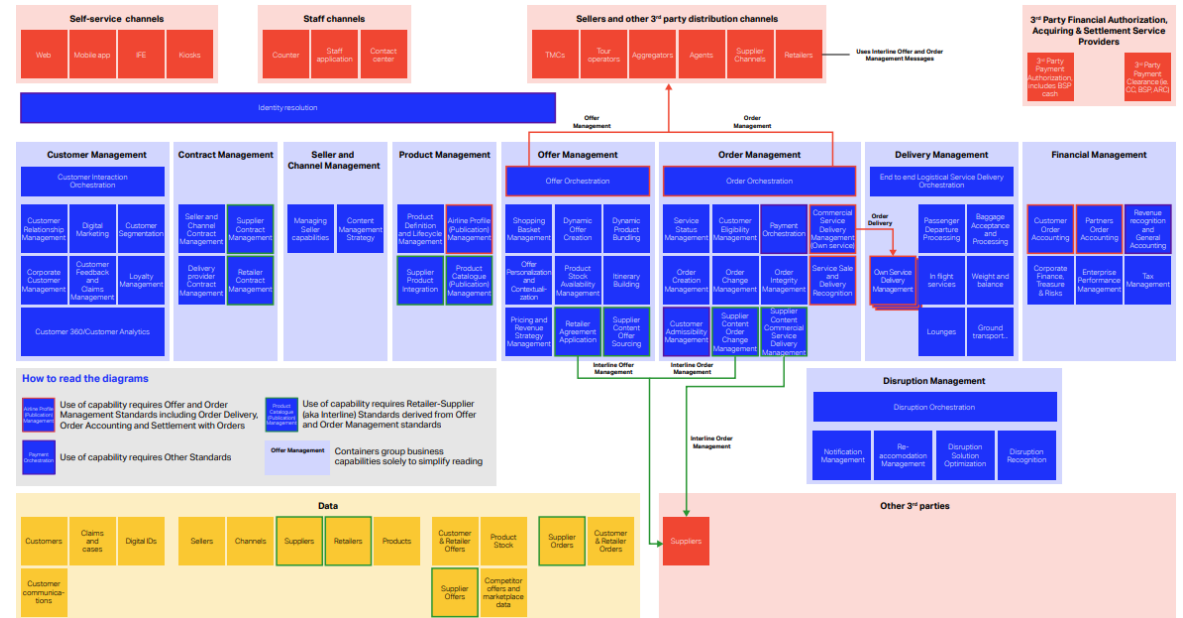 Self-service channels
Web
Mobile app
IFE
Kiosks
Staff channels
Counter
Staff
application
Contact
center
Sellers and other 3rd party distribution channels
TMCs
Tour
operators
Aggregators
Agents
Supplier
Channels
Retailers
Uses Interline Offer and Order
Management Messages
3rd Party Financial Authorization,
Acquiring & Settlement Service
Providers
3rd Party
Payment
Authorization,
includes BSP
cash
3rd Party
Payment
Clearance (ie
CC, BSP, ARC)
Identity resolution
Offer
Management
Order
Management
Customer Management
Customer Interaction
Orchestration
Customer
Relationship
Management
Digital
Marketing
Customer
Segmentation
Corporate
Customer
Management
Customer
Feedback
and
Claims
Management
Loyalty
Management
Customer 360/Customer Analytics
Contract Management
Seller and
Channel
Contract
Management
Supplier
Contract
Management
Delivery
provider
Contract
Management
Retailer
Contract
Management
Seller and
Channel Management
Managing
Seller
capabilities
Content
Management
Strategy
Product Management
Product
Definition
and Lifecycle
Management
Airline Profile
(Publication)
Management
Supplier
Product
Integration
Product
Catalogue
(Publication)
Management
Offer Management
Offer Orchestration
Shopping
Basket
Management
Dynamic
Offer
Creation
Dynamic
Product
Bundling
Offer
Personalization
and
Contextuali-
zation
Product
Stock
Availability
Management
Itinerary
Building
Pricing and
Revenue
Strategy
Management
Retailer
Agreement
Application
Supplier
Content
Offer
Sourcing
Order Management
Order Orchestration
Service
Status
Management
Customer
Eligibility
Management
Payment
Orchestration
Commercial
Service
Delivery
Management
(Own service)
Order
Creation
Management
Order
Change
Management
Order
Integrity
Management
Service Sale
and
Delivery
Recognition
Customer
Admissibility
Management
Supplier
Content
Order
Change
Management
Supplier
Content
Commercial
Service
Delivery
Management
Order
Delivery
Delivery Management
End to end Logistical Service Delivery
Orchestration
Passenger
Departure
Processing
Baggage
Acceptance
and
Processing
Own Service
Delivery
Management
In flight
services
Weight and
balance
Lounges
Ground
transport...
Financial Management
Customer
Order
Accounting
Partners
Order
Accounting
Revenue
recognition
and
General
Accounting
Corporate
Finance,
Treasure
& Risks
Enterprise
Performance
Management
Tax
Management
Interline Offer
Management
Interline Order
Management
Interline Order
Management
How to read the diagrams
Airline Profile
(Publication)
Management
Use of capability requires Offer and Order
Management Standards including Order Delivery,
Order Accounting and Settlement with Orders
Product
Catalogue
(Publication)
Management
Use of capability requires Retailer-Supplier
(aka Interline) Standards derived from Offer
and Order Management standards
Payment
Orchestration
Use of capability requires Other Standards
Offer Management
Containers group business
capabilities solely to simplify reading
Disruption Management
Disruption Orchestration
Notification
Management
Re-
accomodation
Management
Disruption
Solution
Optimization
Disruption
Recognition
Data
Customers
Claims
and
cases
Digital IDs
Sellers
Channels
Suppliers
Retailers
Products
Customer
& Retailer
Offers
Product
Stock
Supplier
Orders
Customer
& Retailer
Orders
Customer
communica-
tions
Supplier
Offers
Competitor
offers and
marketplace
data
Other 3rd parties
Suppliers